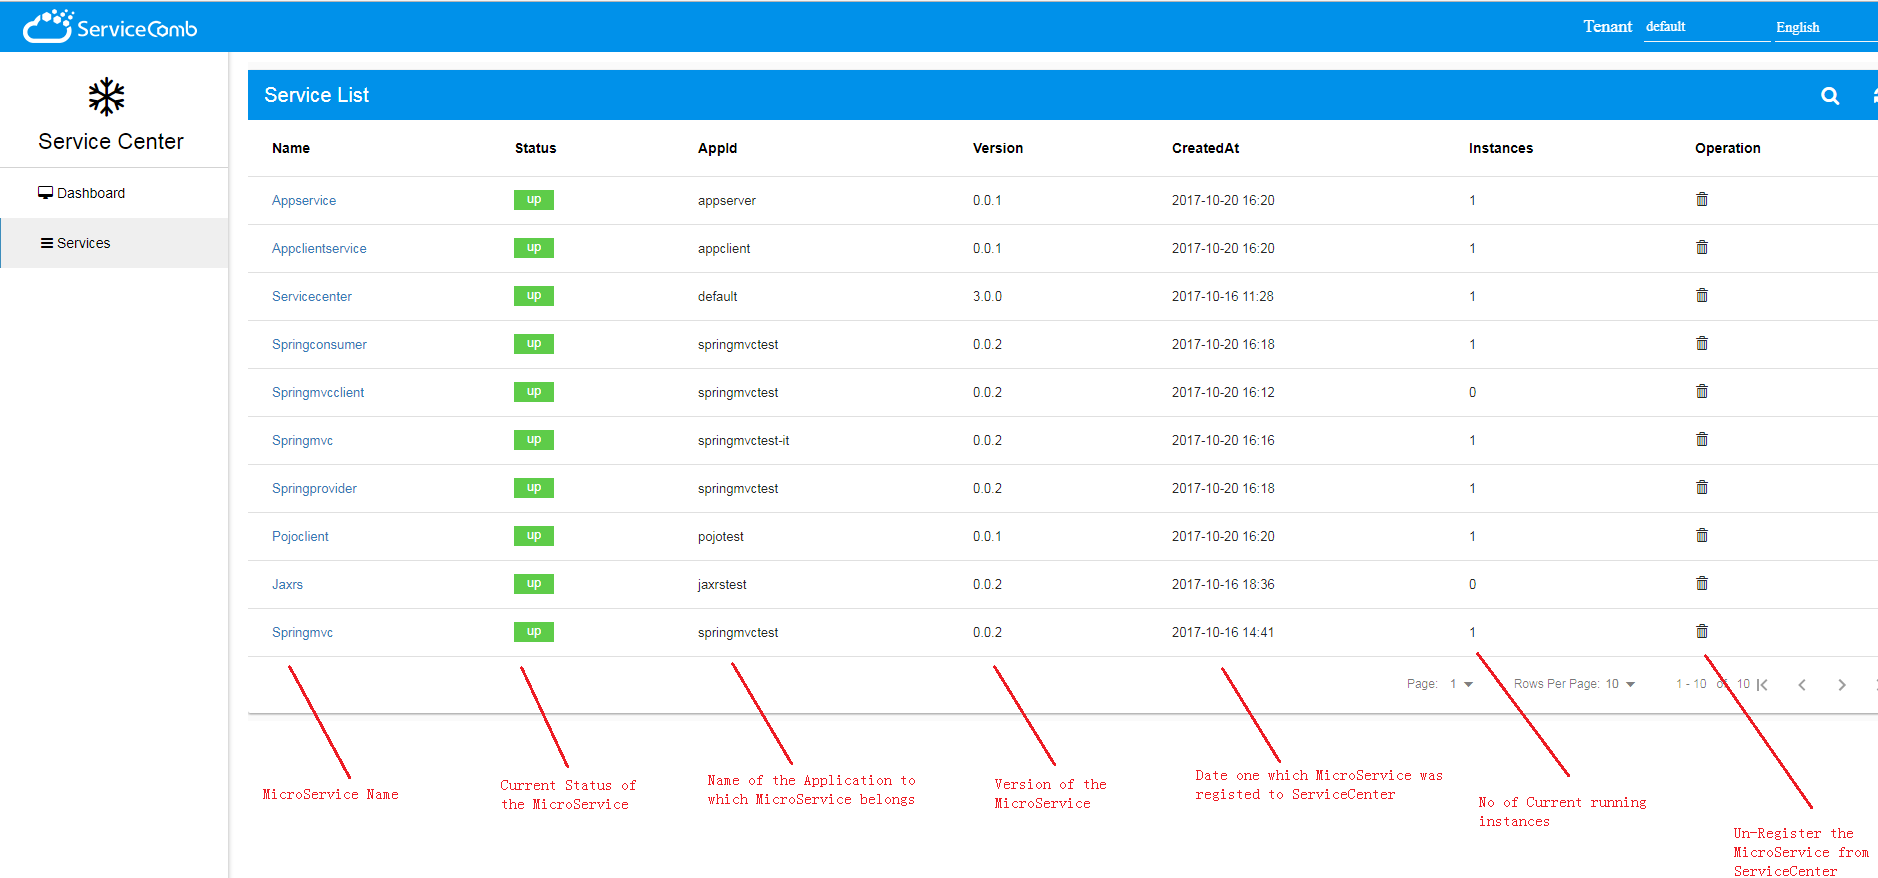 ServiceComb
Tenant default English
Service Center
Dashboard
Services
Service List
Name Status AppId Version CreatedAt Instances Operation
Appservice up appserver 0.0.1 2017-10-20 16:20 1
Appclientservice up appclient 0.0.1 2017-10-20 16:20 1
Servicecenter up default 3.0.0 2017-10-16 11:28 1
Springconsumer up springmvctest 0.0.2 2017-10-20 16:18 1
Springmvcclient up springmvctest 0.0.2 2017-10-20 16:12 0
Springmvc up springmvctest-it 0.0.2 2017-10-20 16:16 1
Springprovider up springmvctest 0.0.2 2017-10-20 16:18 1
Pojoclient up pojotest 0.0.1 2017-10-20 16:20 1
Jaxrs up jaxrstest 0.0.2 2017-10-16 18:36 0
Springmvc up springmvctest 0.0.2 2017-10-16 14:41 1
Page: 1 Rows Per Page: 10 1 - 10 of 10
MicroService Name
Current Status of
the MicroService
Name of the Application to
which MicroService belongs
Version of the
MicroService
Date one which MicroService was
registed to ServiceCenter
No of Current running
instances
Un-Register the
MicroService from
ServiceCenter